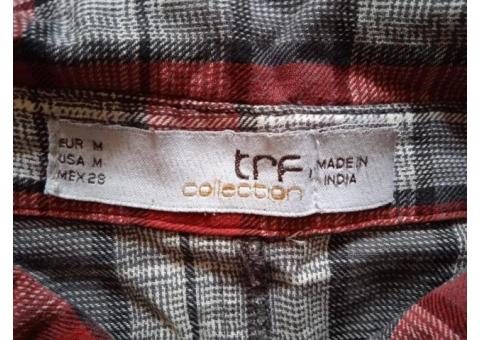 EUR M
USA M
MEX 28
trf,
collection
MADE IN
INDIA